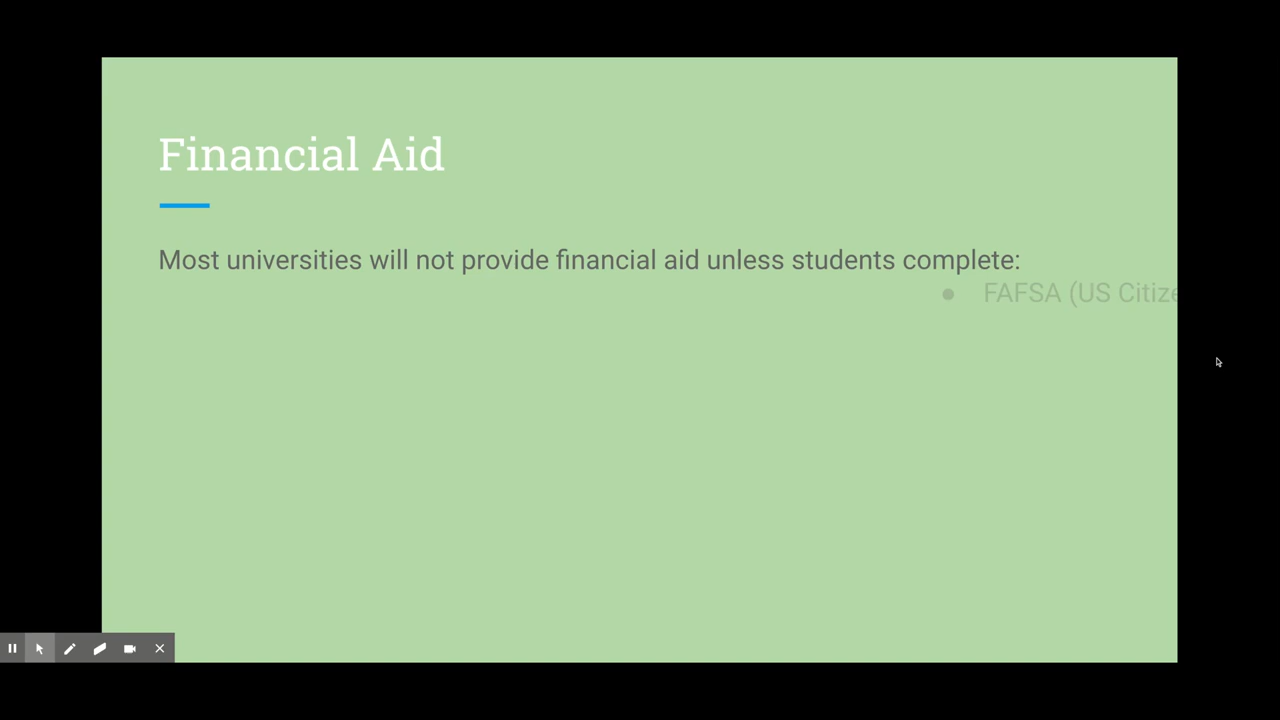 Financial Aid
Most universities will not provide financial aid unless students complete:
● FAFSA (US Citize